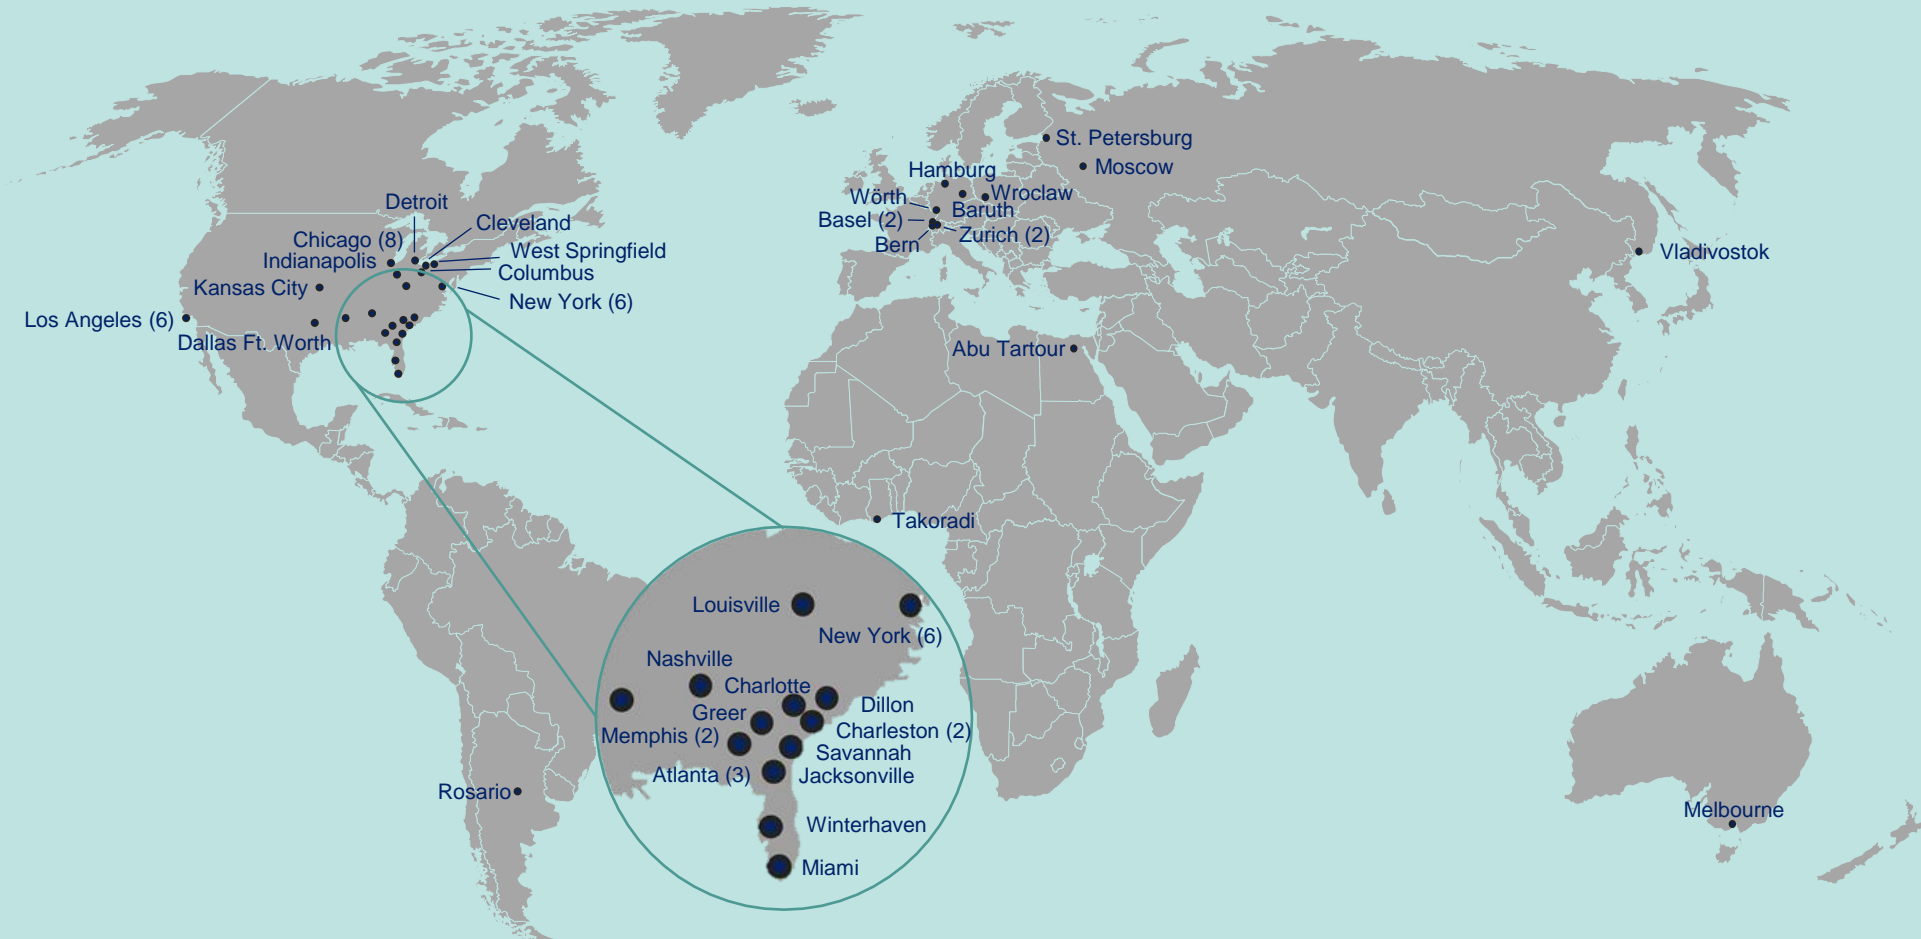 St. Petersburg
Moscow
Hamburg
Wörth
Wroclaw
Baruth
Basel (2)
Zurich (2)
Bern
Detroit
Cleveland
Chicago (8)
West Springfield
Indianapolis
Columbus
Kansas City
New York (6)
Los Angeles (6)
Dallas Ft. Worth
Vladivostok
Abu Tartour
Takoradi
Louisville
New York (6)
Nashville
Charlotte
Dillon
Greer
Charleston (2)
Memphis (2)
Savannah
Atlanta (3)
Jacksonville
Winterhaven
Miami
Rosario
Melbourne